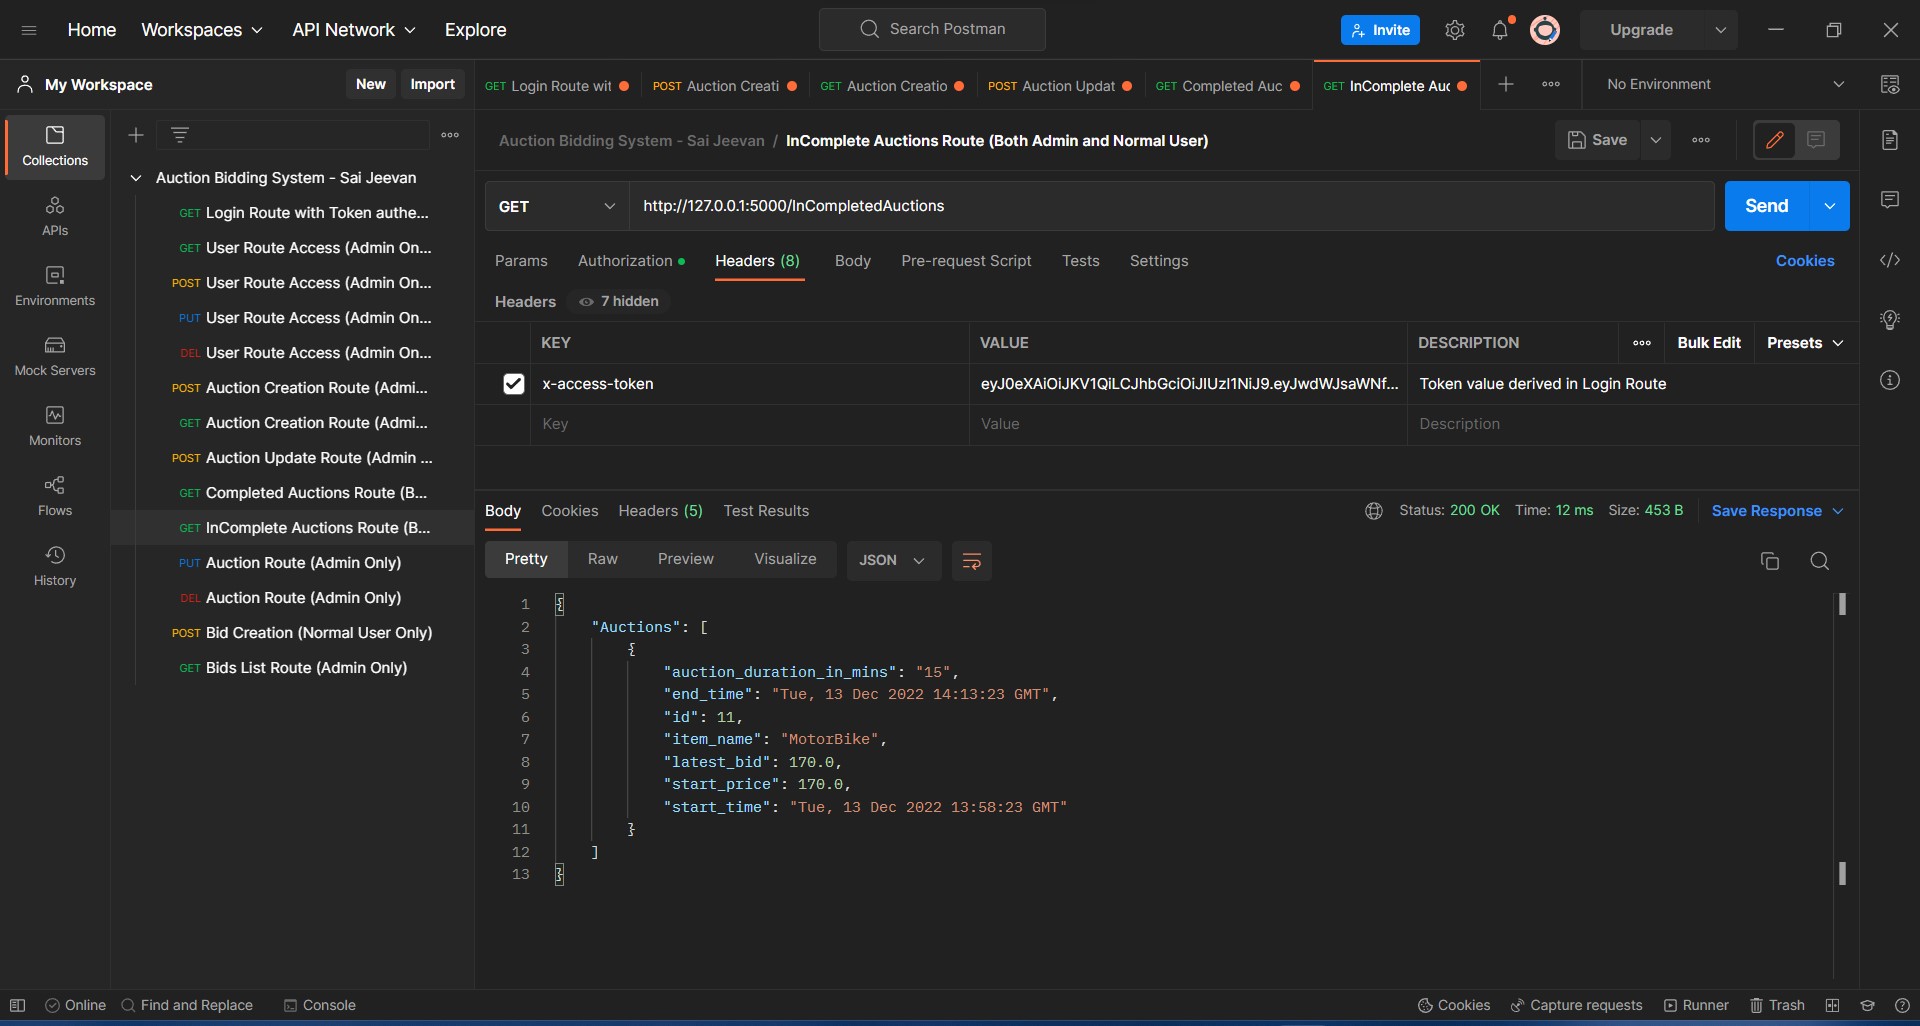 Home Workspaces API Network Explore Search Postman Invite Upgrade
My Workspace New Import GET Login Route wit POST Auction Creati GET Auction Creatio POST Auction Updat GET Completed Auc GET InComplete Auc No Environment
Collections
APIs
Environments
Mock Servers
Monitors
Flows
History
Auction Bidding System - Sai Jeevan
GET Login Route with Token authe...
GET User Route Access (Admin On...
POST User Route Access (Admin On...
PUT User Route Access (Admin On...
DEL User Route Access (Admin On...
POST Auction Creation Route (Admi...
GET Auction Creation Route (Admi...
POST Auction Update Route (Admin ...
GET Completed Auctions Route (B...
GET InComplete Auctions Route (B...
PUT Auction Route (Admin Only)
DEL Auction Route (Admin Only)
POST Bid Creation (Normal User Only)
GET Bids List Route (Admin Only)
Auction Bidding System - Sai Jeevan / InComplete Auctions Route (Both Admin and Normal User) Save
GET http://127.0.0.1:5000/InCompletedAuctions Send
Params Authorization Headers (8) Body Pre-request Script Tests Settings Cookies
Headers 7 hidden
KEY VALUE DESCRIPTION Bulk Edit Presets
x-access-token eyJ0eXAiOiJKV1QiLCJhbGciOiJIUzI1NiJ9.eyJwdWJsaWNf... Token value derived in Login Route
Key Value Description
Body Cookies Headers (5) Test Results Status: 200 OK Time: 12 ms Size: 453 B Save Response
Pretty Raw Preview Visualize JSON
1 {
2 "Auctions": [
3 {
4 "auction_duration_in_mins": "15",
5 "end_time": "Tue, 13 Dec 2022 14:13:23 GMT",
6 "id": 11,
7 "item_name": "MotorBike",
8 "latest_bid": 170.0,
9 "start_price": 170.0,
10 "start_time": "Tue, 13 Dec 2022 13:58:23 GMT"
11 }
12 ]
13 }
Online Find and Replace Console Cookies Capture requests Runner Trash